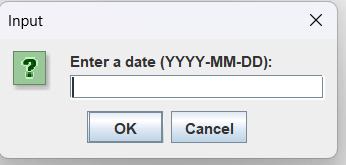 Input
?
Enter a date (YYYY-MM-DD):
OK
Cancel